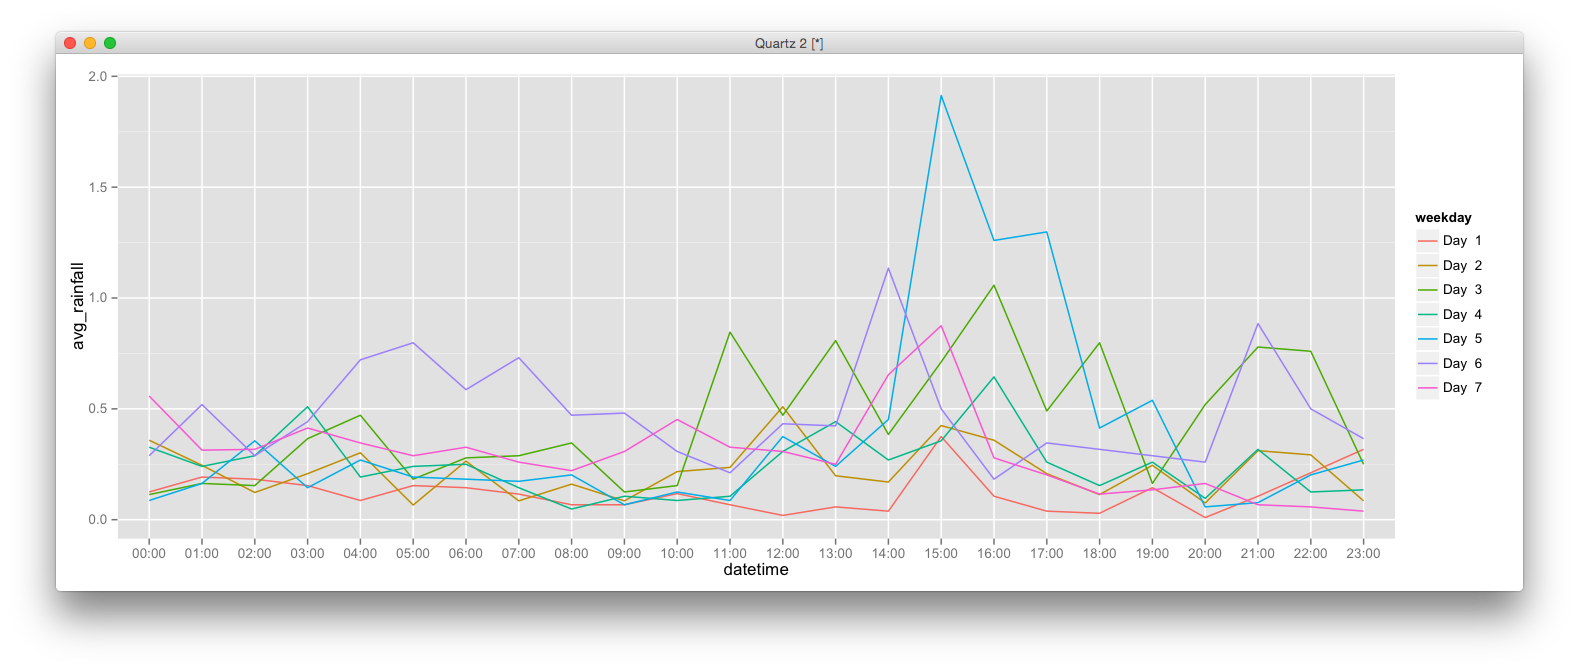 Quartz 2 [*]
2.0
1.5
1.0
0.5
0.0
avg_rainfall
00:00 01:00 02:00 03:00 04:00 05:00 06:00 07:00 08:00 09:00 10:00 11:00 12:00 13:00 14:00 15:00 16:00 17:00 18:00 19:00 20:00 21:00 22:00 23:00
datetime
weekday
Day 1
Day 2
Day 3
Day 4
Day 5
Day 6
Day 7